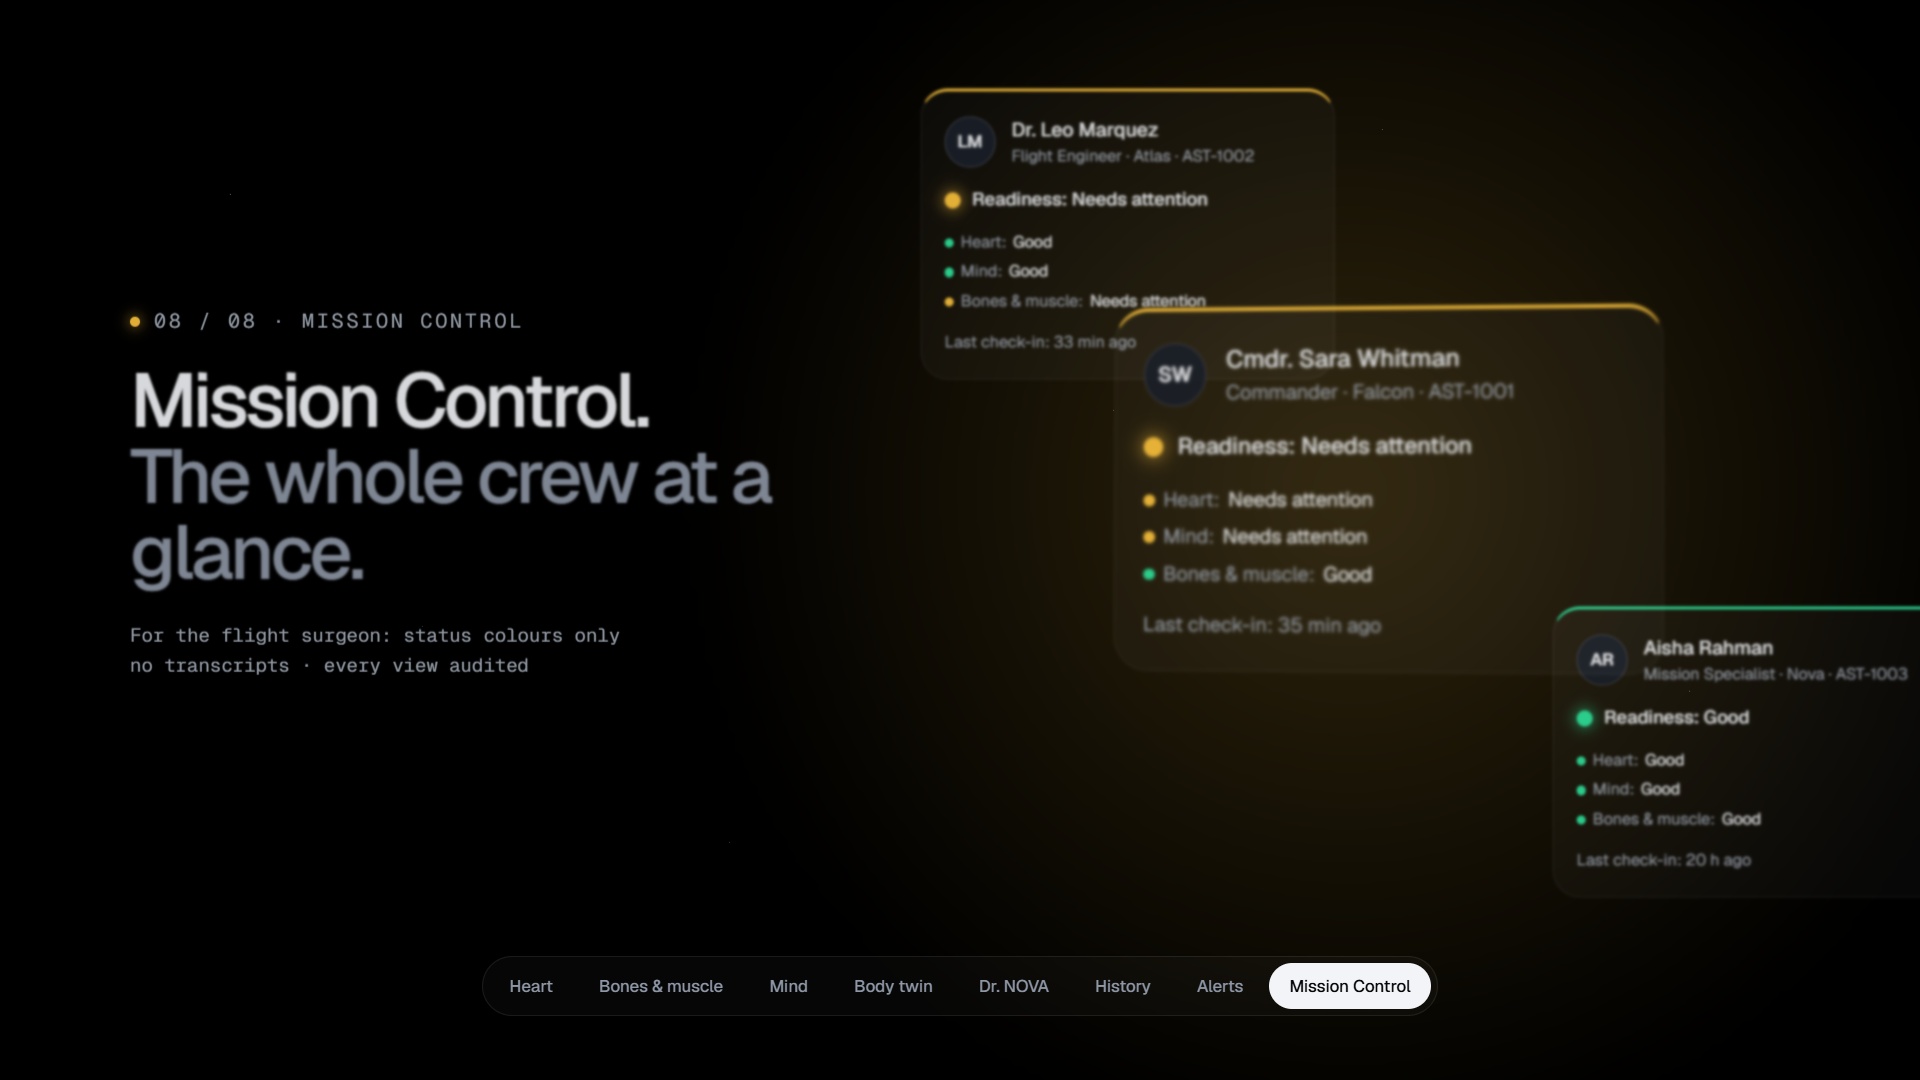 08 / 08 · MISSION CONTROL
Mission Control.
The whole crew at a
glance.
For the flight surgeon: status colours only
no transcripts · every view audited
LM
Dr. Leo Marquez
Flight Engineer · Atlas · AST-1002
Readiness: Needs attention
Heart: Good
Mind: Good
Bones & muscle: Needs attention
Last check-in: 33 min ago
SW
Cmdr. Sara Whitman
Commander · Falcon · AST-1001
Readiness: Needs attention
Heart: Needs attention
Mind: Needs attention
Bones & muscle: Good
Last check-in: 35 min ago
AR
Aisha Rahman
Mission Specialist · Nova · AST-1003
Readiness: Good
Heart: Good
Mind: Good
Bones & muscle: Good
Last check-in: 20 h ago
Heart Bones & muscle Mind Body twin Dr. NOVA History Alerts Mission Control